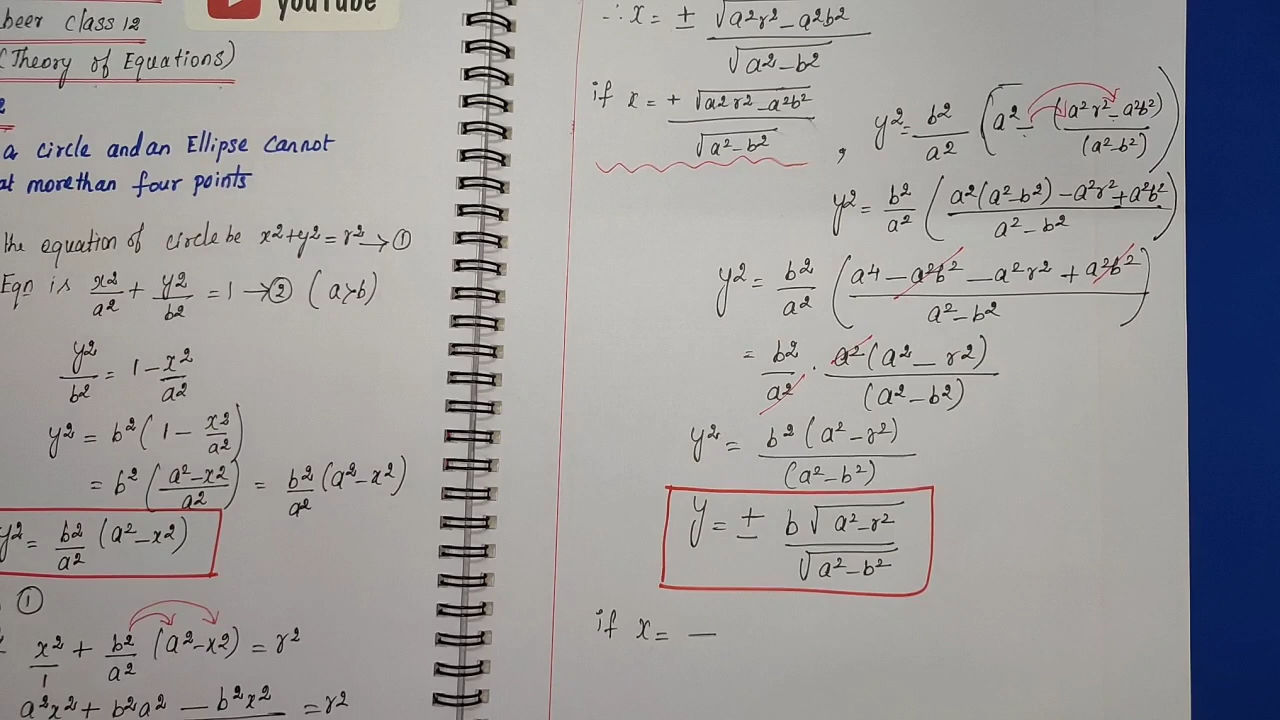 YouTube
beer Class 12
(Theory of Equations)
a circle and an Ellipse Cannot
at more than four points
the equation of circle be x²+y²=r² → ①
Eqn is x²/a² + y²/b² = 1 → ② (a>b)
y²/b² = 1 - x²/a²
y² = b² (1 - x²/a²)
= b² ((a²-x²)/a²) = b²/a² (a²-x²)
y² = b²/a² (a²-x²)
①
x²/1 + b²/a² (a²-x²) = r²
a²x² + b²a² - b²x² = r²
∴ x = ± √(a²r²-a²b²) / √(a²-b²)
if x = + √(a²r²-a²b²) / √(a²-b²) , y² = b²/a² (a² - (a²r²-a²b²)/(a²-b²))
y² = b²/a² ((a²(a²-b²) - a²r² + a²b²)/(a²-b²))
y² = b²/a² ((a⁴ - a²b² - a²r² + a²b²)/(a²-b²))
= b²/a² · a²(a²-r²)/(a²-b²)
y² = b²(a²-r²)/(a²-b²)
y = ± b√(a²-r²) / √(a²-b²)
if x = —